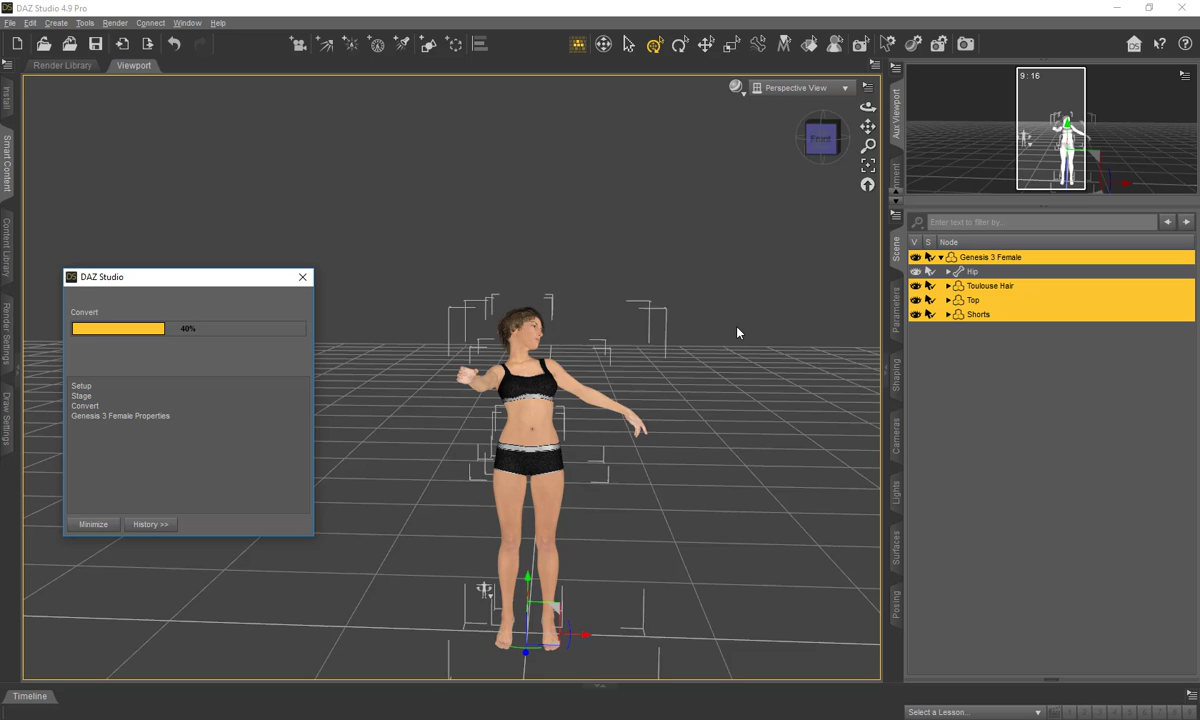 DAZ Studio 4.9 Pro
File Edit Create Tools Render Connect Window Help
Render Library Viewport
Install
Smart Content
Content Library
Render Settings
Draw Settings
Perspective View
Front
DAZ Studio
Convert
40%
Setup
Stage
Convert
Genesis 3 Female Properties
Minimize History >>
Aux Viewport
9 : 16
Enter text to filter by...
V S Node
Genesis 3 Female
Hip
Toulouse Hair
Top
Shorts
Scene
Parameters
Shaping
Cameras
Lights
Surfaces
Posing
Timeline
Select a Lesson...